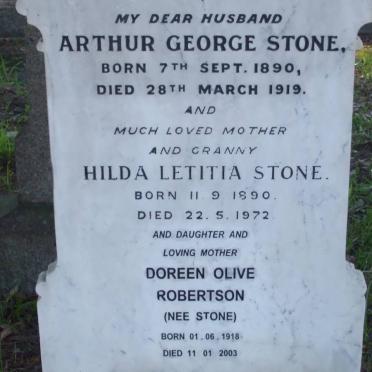 MY DEAR HUSBAND
ARTHUR GEORGE STONE,
BORN 7TH SEPT. 1890,
DIED 28TH MARCH 1919.
AND
MUCH LOVED MOTHER
AND GRANNY
HILDA LETITIA STONE.
BORN 11.9.1890.
DIED 22.5.1972
AND DAUGHTER AND
LOVING MOTHER
DOREEN OLIVE
ROBERTSON
(NEE STONE)
BORN 01.06.1918
DIED 11 01 2003